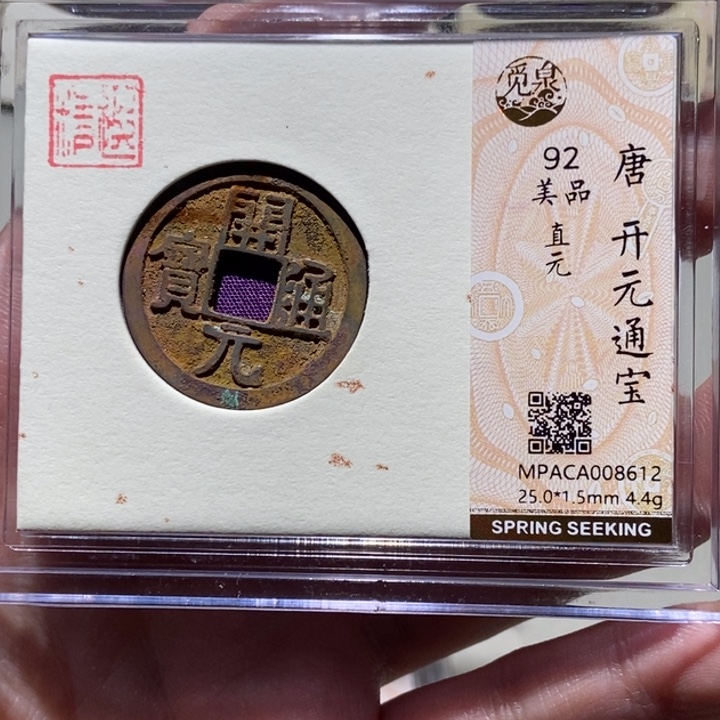 開
通
元
寶
觅泉
92
美品
直元
唐 开元通宝
MPACA008612
25.0*1.5mm 4.4g
SPRING SEEKING